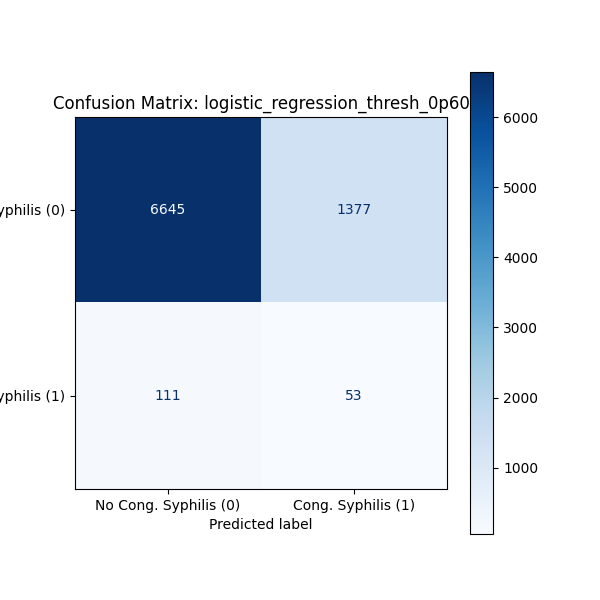 Confusion Matrix: logistic_regression_thresh_0p60
yphilis (0)
6645
1377
yphilis (1)
111
53
No Cong. Syphilis (0)
Cong. Syphilis (1)
Predicted label
6000
5000
4000
3000
2000
1000